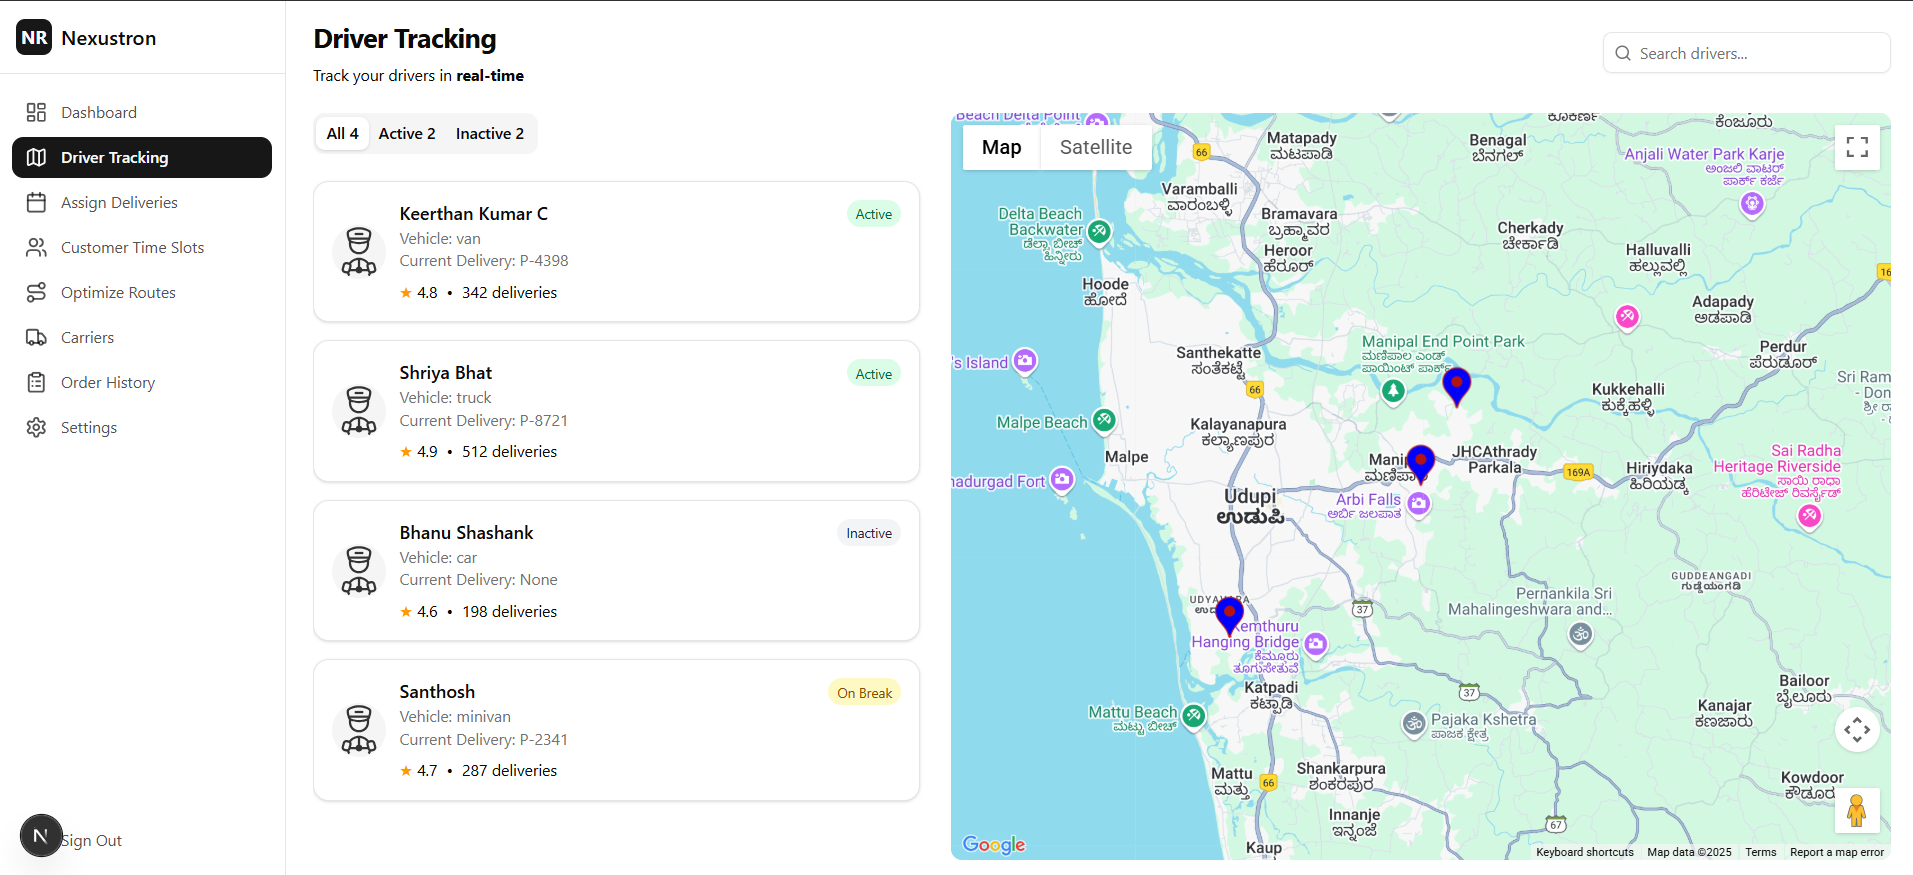 NR Nexustron
Dashboard
Driver Tracking
Assign Deliveries
Customer Time Slots
Optimize Routes
Carriers
Order History
Settings
N
Sign Out
Driver Tracking
Track your drivers in real-time
Search drivers...
All 4 Active 2 Inactive 2
Keerthan Kumar C
Active
Vehicle: van
Current Delivery: P-4398
★ 4.8 • 342 deliveries
Shriya Bhat
Active
Vehicle: truck
Current Delivery: P-8721
★ 4.9 • 512 deliveries
Bhanu Shashank
Inactive
Vehicle: car
Current Delivery: None
★ 4.6 • 198 deliveries
Santhosh
On Break
Vehicle: minivan
Current Delivery: P-2341
★ 4.7 • 287 deliveries
Map Satellite
Beach Delta Point
66
Matapady
ಮಟಪಾಡಿ
Benagal
ಬೆನಗಲ್
ಕೊಕರ್ಣೆ
ಕೆಂಜೂರು
Anjali Water Park Karje
ಅಂಜಲಿ ವಾಟರ್
ಪಾರ್ಕ್ ಕರ್ಜೆ
Varamballi
ವಾರಂಬಳ್ಳಿ
Delta Beach
Backwater
ಡೆಲ್ಟಾ ಬೀಚ್
ಹಿನ್ನೀರು
Bramavara
ಬ್ರಹ್ಮಾವರ
Heroor
ಹೆರೂರ್
Cherkady
ಚೇರ್ಕಾಡಿ
Halluvalli
ಹಲ್ಲುವಲ್ಲಿ
16
Hoode
ಹೋದೆ
Adapady
ಅಡಪಾಡಿ
's Island
Santhekatte
ಸಂತೆಕಟ್ಟೆ
Manipal End Point Park
ಮಣಿಪಾಲ ಎಂಡ್
ಪಾಯಿಂಟ್ ಪಾರ್ಕ್
Perdur
ಪೆರುಡೂರ್
66
Kukkehalli
ಕುಕ್ಕೆಹಳ್ಳಿ
Sri Ram
- Don
Malpe Beach
Kalayanapura
ಕಲ್ಯಾಣಪುರ
Malpe
Manip
ಮಣಿಪಾಲ
JHCAthrady
Parkala
169A
Hiriydaka
ಹಿರಿಯಡ್ಕ
Sai Radha
Heritage Riverside
ಸಾಯಿ ರಾಧಾ
ಹೆರಿಟೇಜ್ ರಿವರ್ಸೈಡ್
nadurgad Fort
Udupi
ಉಡುಪಿ
Arbi Falls
ಅರ್ಬಿ ಜಲಪಾತ
GUDDEANGADI
ಗುಡ್ಡೆಯಂಗಡಿ
UDYAVARA
37
Pernankila Sri
Mahalingeshwara and...
Kemthuru
Hanging Bridge
ಕೆಮ್ತೂರು
ತೂಗುಸೇತುವೆ
Katpadi
ಕಟ್ಪಾಡಿ
37
Bailoor
ಬೈಲೂರು
Mattu Beach
ಮಟ್ಟು ಬೀಚ್
Pajaka Kshetra
ಪಾಜಕ ಕ್ಷೇತ್ರ
Kanajar
ಕಣಜಾರು
Mattu
ಮತ್ತು
66
Shankarpura
ಶಂಕರಪುರ
Kowdoor
ಕೌಡೂರು
Innanje
ಇನ್ನಂಜೆ
67
Kaup
Google
Keyboard shortcuts Map data ©2025 Terms Report a map error